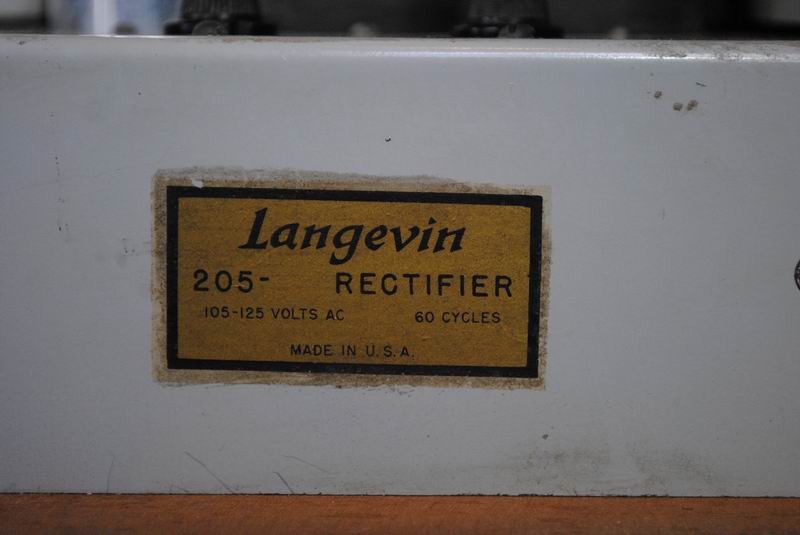 Langevin
205- RECTIFIER
105-125 VOLTS AC 60 CYCLES
MADE IN U.S.A.